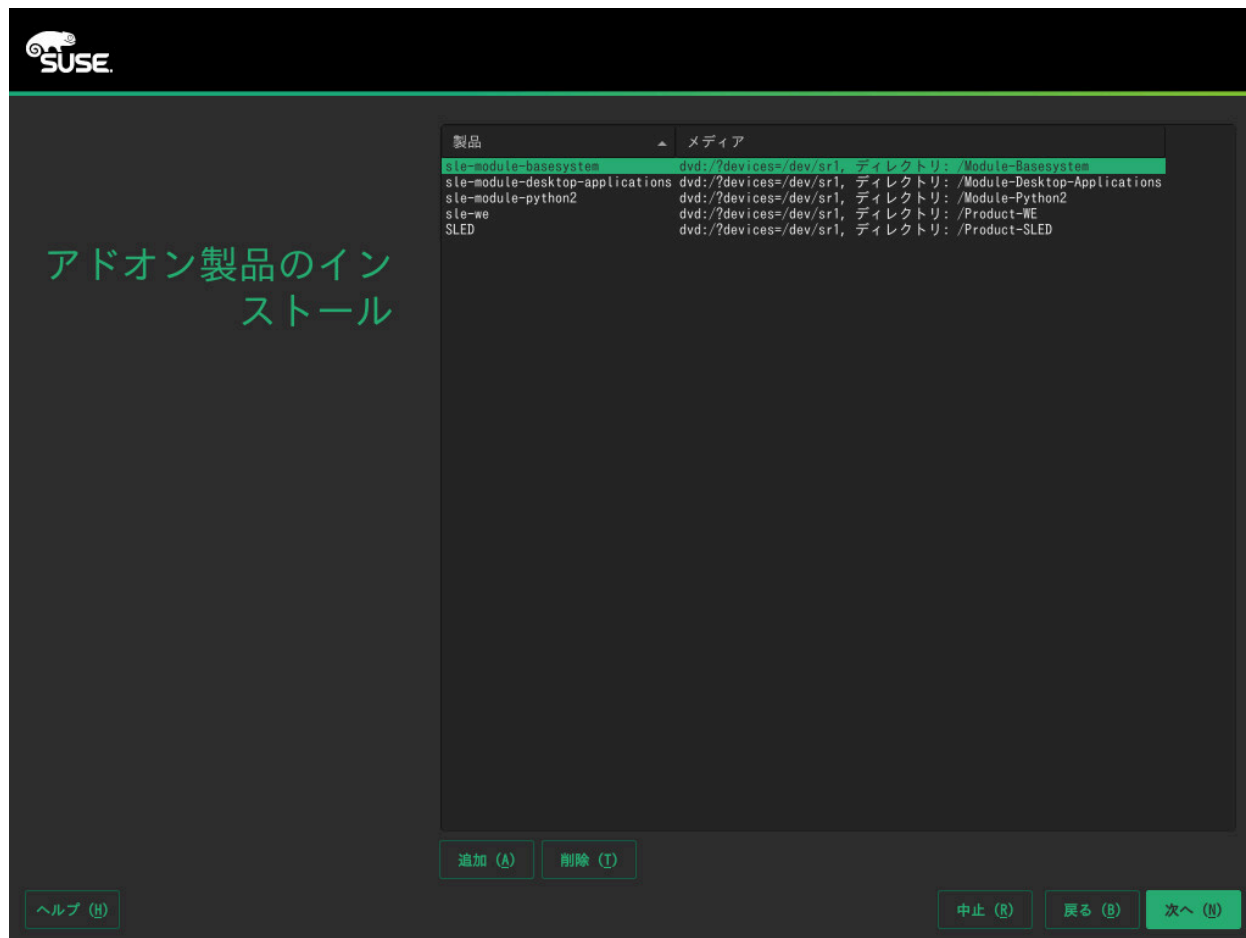 SUSE.
製品 メディア
sle-module-basesystem dvd:/?devices=/dev/sr1, ディレクトリ: /Module-Basesystem
sle-module-desktop-applications dvd:/?devices=/dev/sr1, ディレクトリ: /Module-Desktop-Applications
sle-module-python2 dvd:/?devices=/dev/sr1, ディレクトリ: /Module-Python2
sle-we dvd:/?devices=/dev/sr1, ディレクトリ: /Product-WE
SLED dvd:/?devices=/dev/sr1, ディレクトリ: /Product-SLED
アドオン製品のイン
ストール
追加 (A) 削除 (T)
ヘルプ (H) 中止 (R) 戻る (B) 次へ (N)